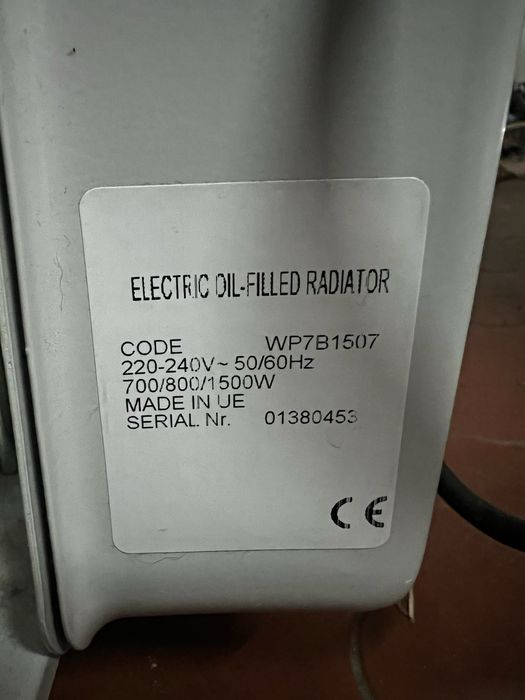 ELECTRIC OIL-FILLED RADIATOR
CODE WP7B1507
220-240V~ 50/60Hz
700/800/1500W
MADE IN UE
SERIAL Nr. 01380453
CE